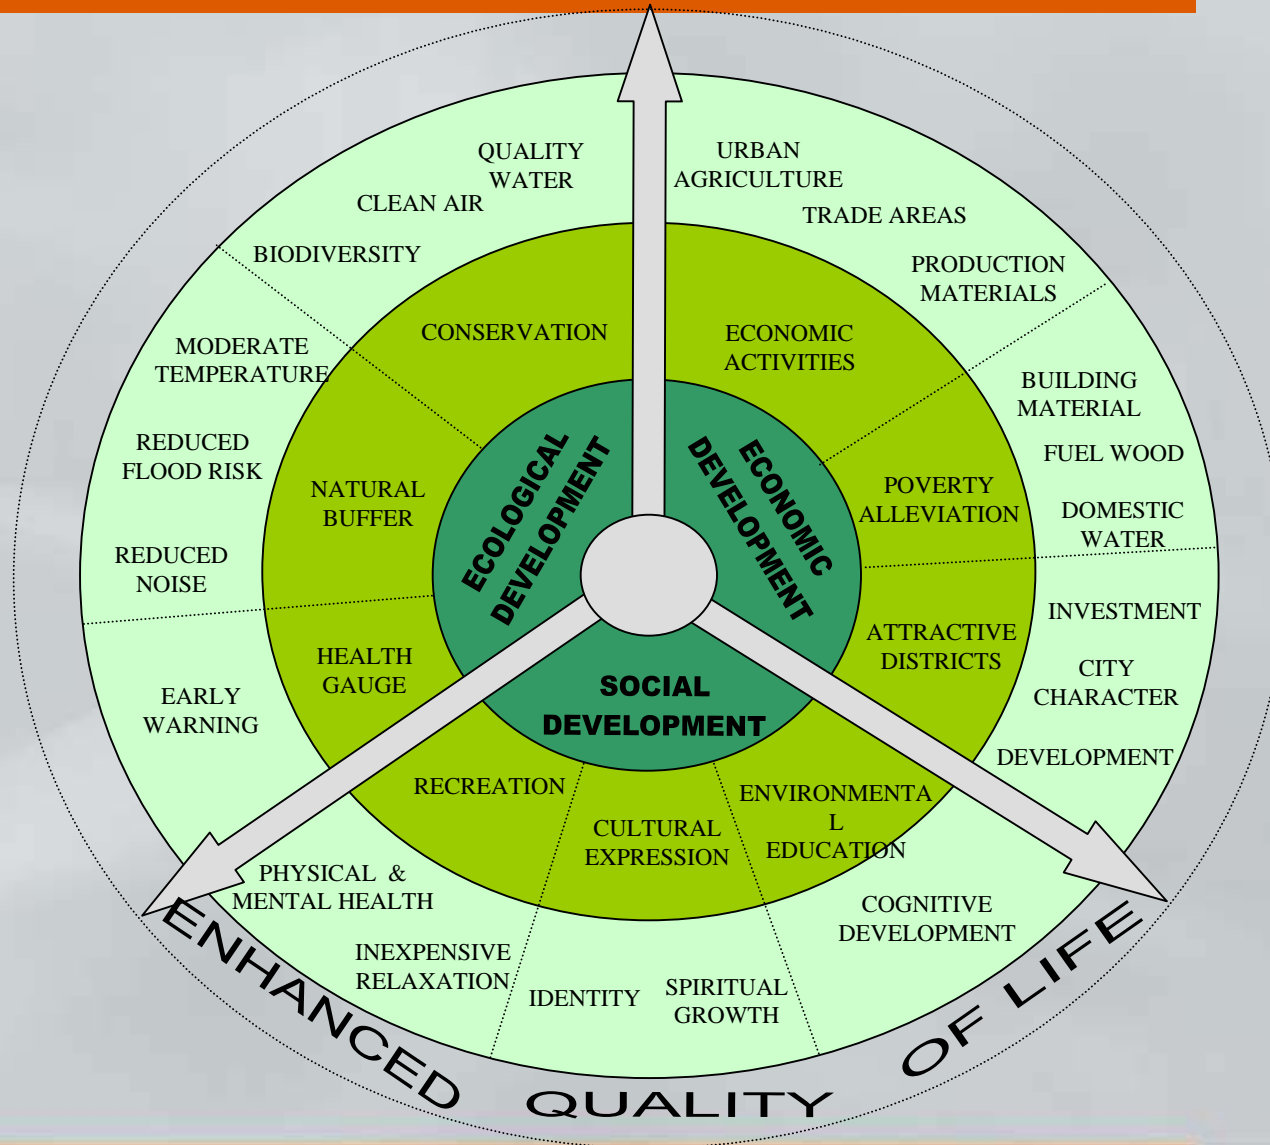 QUALITY
WATER
CLEAN AIR
BIODIVERSITY
URBAN
AGRICULTURE
TRADE AREAS
PRODUCTION
MATERIALS
CONSERVATION
ECONOMIC
ACTIVITIES
MODERATE
TEMPERATURE
REDUCED
FLOOD RISK
REDUCED
NOISE
NATURAL
BUFFER
ECOLOGICAL
DEVELOPMENT
ECONOMIC
DEVELOPMENT
POVERTY
ALLEVIATION
BUILDING
MATERIAL
FUEL WOOD
DOMESTIC
WATER
EARLY
WARNING
HEALTH
GAUGE
SOCIAL
DEVELOPMENT
ATTRACTIVE
DISTRICTS
INVESTMENT
CITY
CHARACTER
DEVELOPMENT
RECREATION
CULTURAL
EXPRESSION
ENVIRONMENTA
L
EDUCATION
PHYSICAL &
MENTAL HEALTH
INEXPENSIVE
RELAXATION
IDENTITY
SPIRITUAL
GROWTH
COGNITIVE
DEVELOPMENT
ENHANCED QUALITY OF LIFE